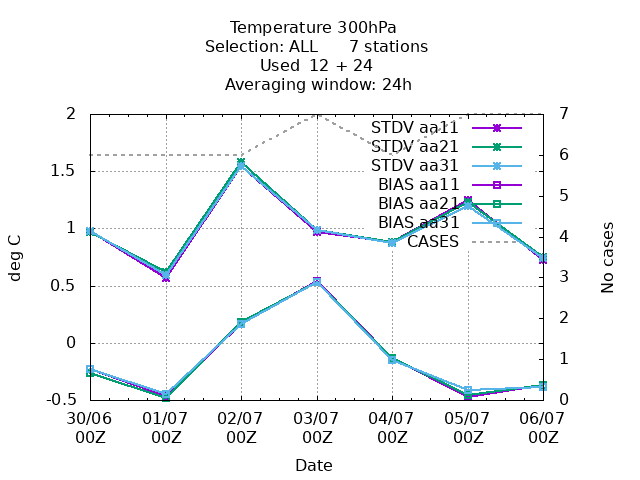 Temperature 300hPa
Selection: ALL 7 stations
Used 12 + 24
Averaging window: 24h
STDV aa11
STDV aa21
STDV aa31
BIAS aa11
BIAS aa21
BIAS aa31
CASES
2
1.5
1
0.5
0
-0.5
deg C
7
6
5
4
3
2
1
0
No cases
30/06 01/07 02/07 03/07 04/07 05/07 06/07
00Z 00Z 00Z 00Z 00Z 00Z 00Z
Date